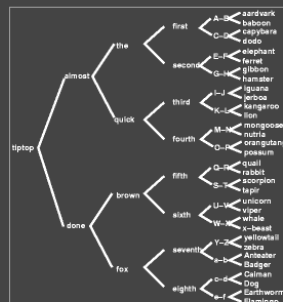 tiptop
almost
done
the
quick
brown
fox
first
second
third
fourth
fifth
sixth
seventh
eighth
A-B
C-D
E-F
G-H
I-J
K-L
M-N
O-P
Q-R
S-T
U-V
W-X
Y-Z
a-b
c-d
e-f
aardvark
baboon
capybara
dodo
elephant
ferret
gibbon
hamster
iguana
jerboa
kangaroo
lion
mongoose
nutria
orangutang
possum
quail
rabbit
scorpion
tapir
unicorn
viper
whale
x-beast
yellowtail
zebra
Anteater
Badger
Caiman
Dog
Earthworm
Flamingo